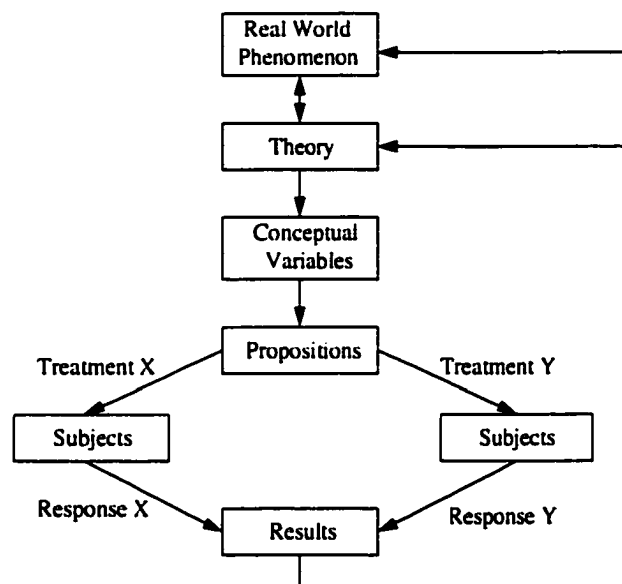 Real World
Phenomenon
Theory
Conceptual
Variables
Propositions
Treatment X
Treatment Y
Subjects
Subjects
Response X
Response Y
Results